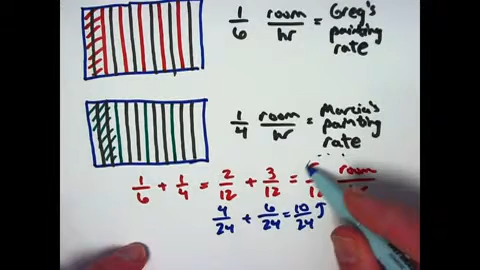 1/6 room/hr = Greg's painting rate
1/4 room/hr = Marcia's painting rate
1/6 + 1/4 = 2/12 + 3/12 = room
4/24 + 6/24 = 10/24